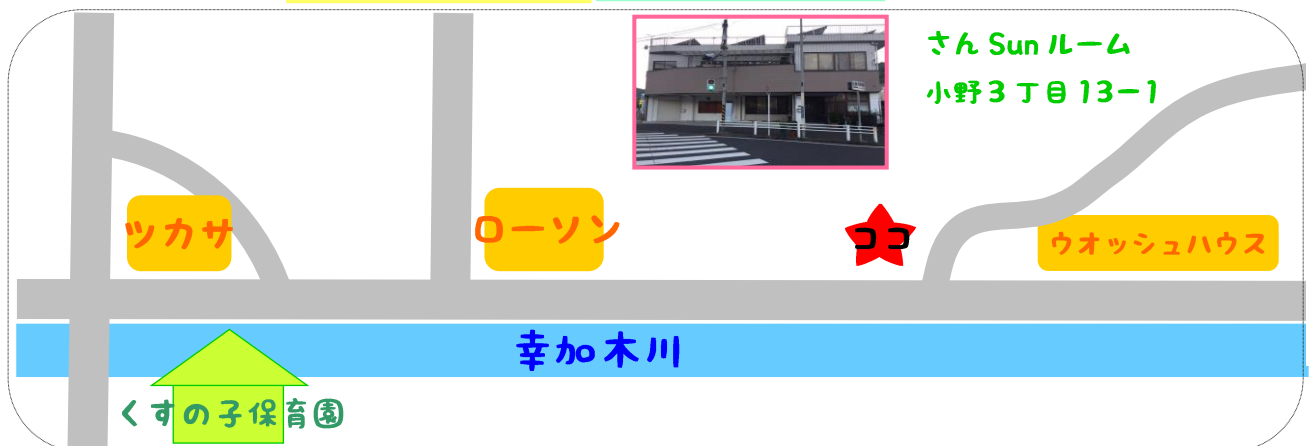 さん Sun ルーム
小野3丁目13-1
ツカサ
ローソン
ココ
ウオッシュハウス
幸加木川
くすの子保育園